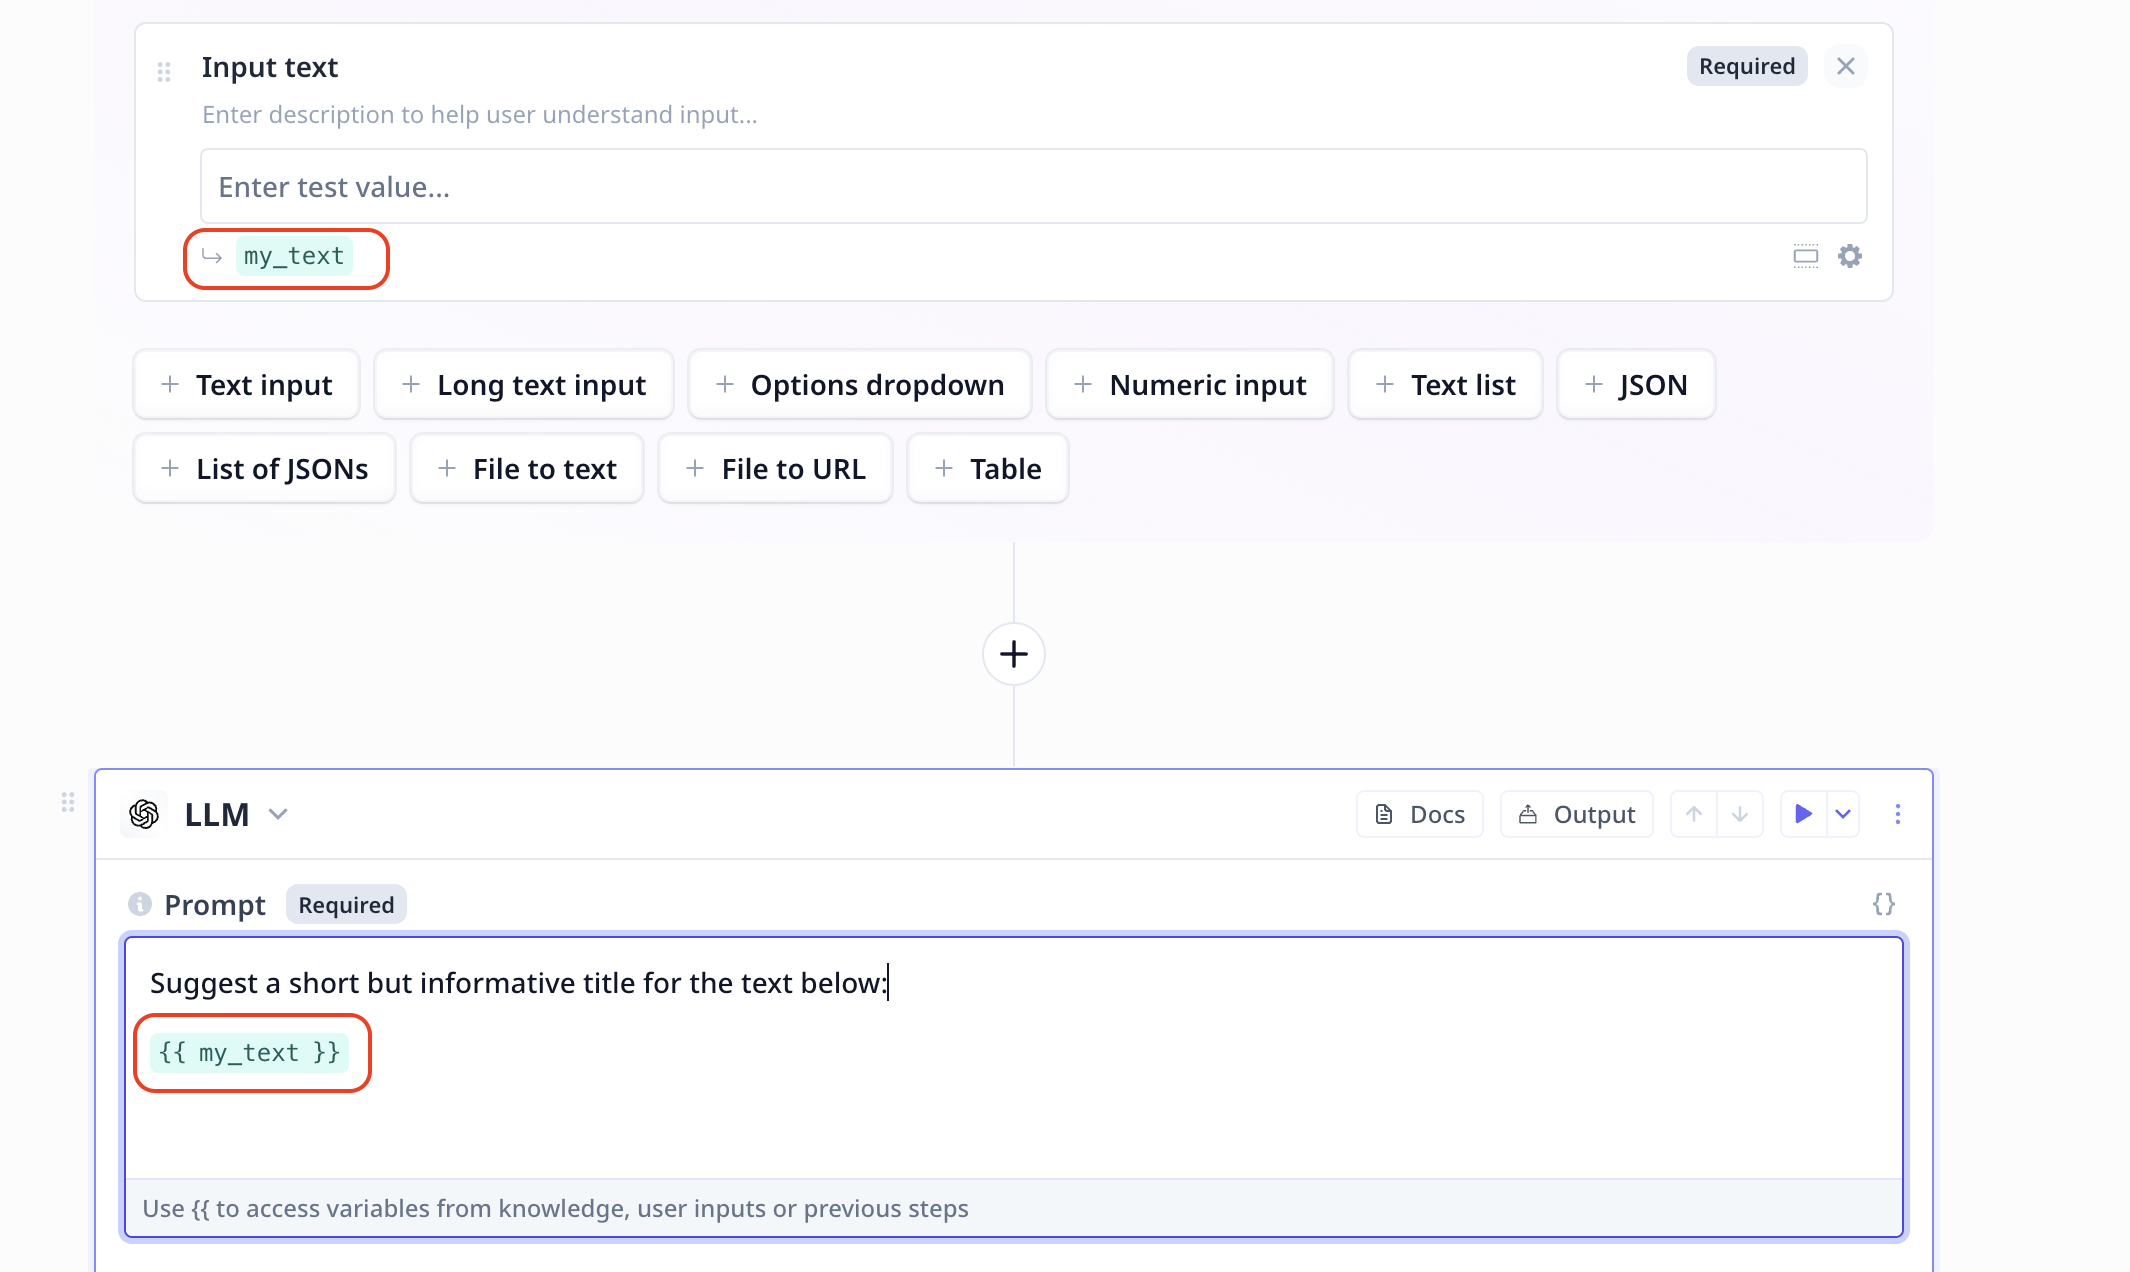 Input text
Required
Enter description to help user understand input...
Enter test value...
my_text
+ Text input
+ Long text input
+ Options dropdown
+ Numeric input
+ Text list
+ JSON
+ List of JSONs
+ File to text
+ File to URL
+ Table
LLM
Docs
Output
Prompt
Required
{}
Suggest a short but informative title for the text below:
{{ my_text }}
Use {{ to access variables from knowledge, user inputs or previous steps